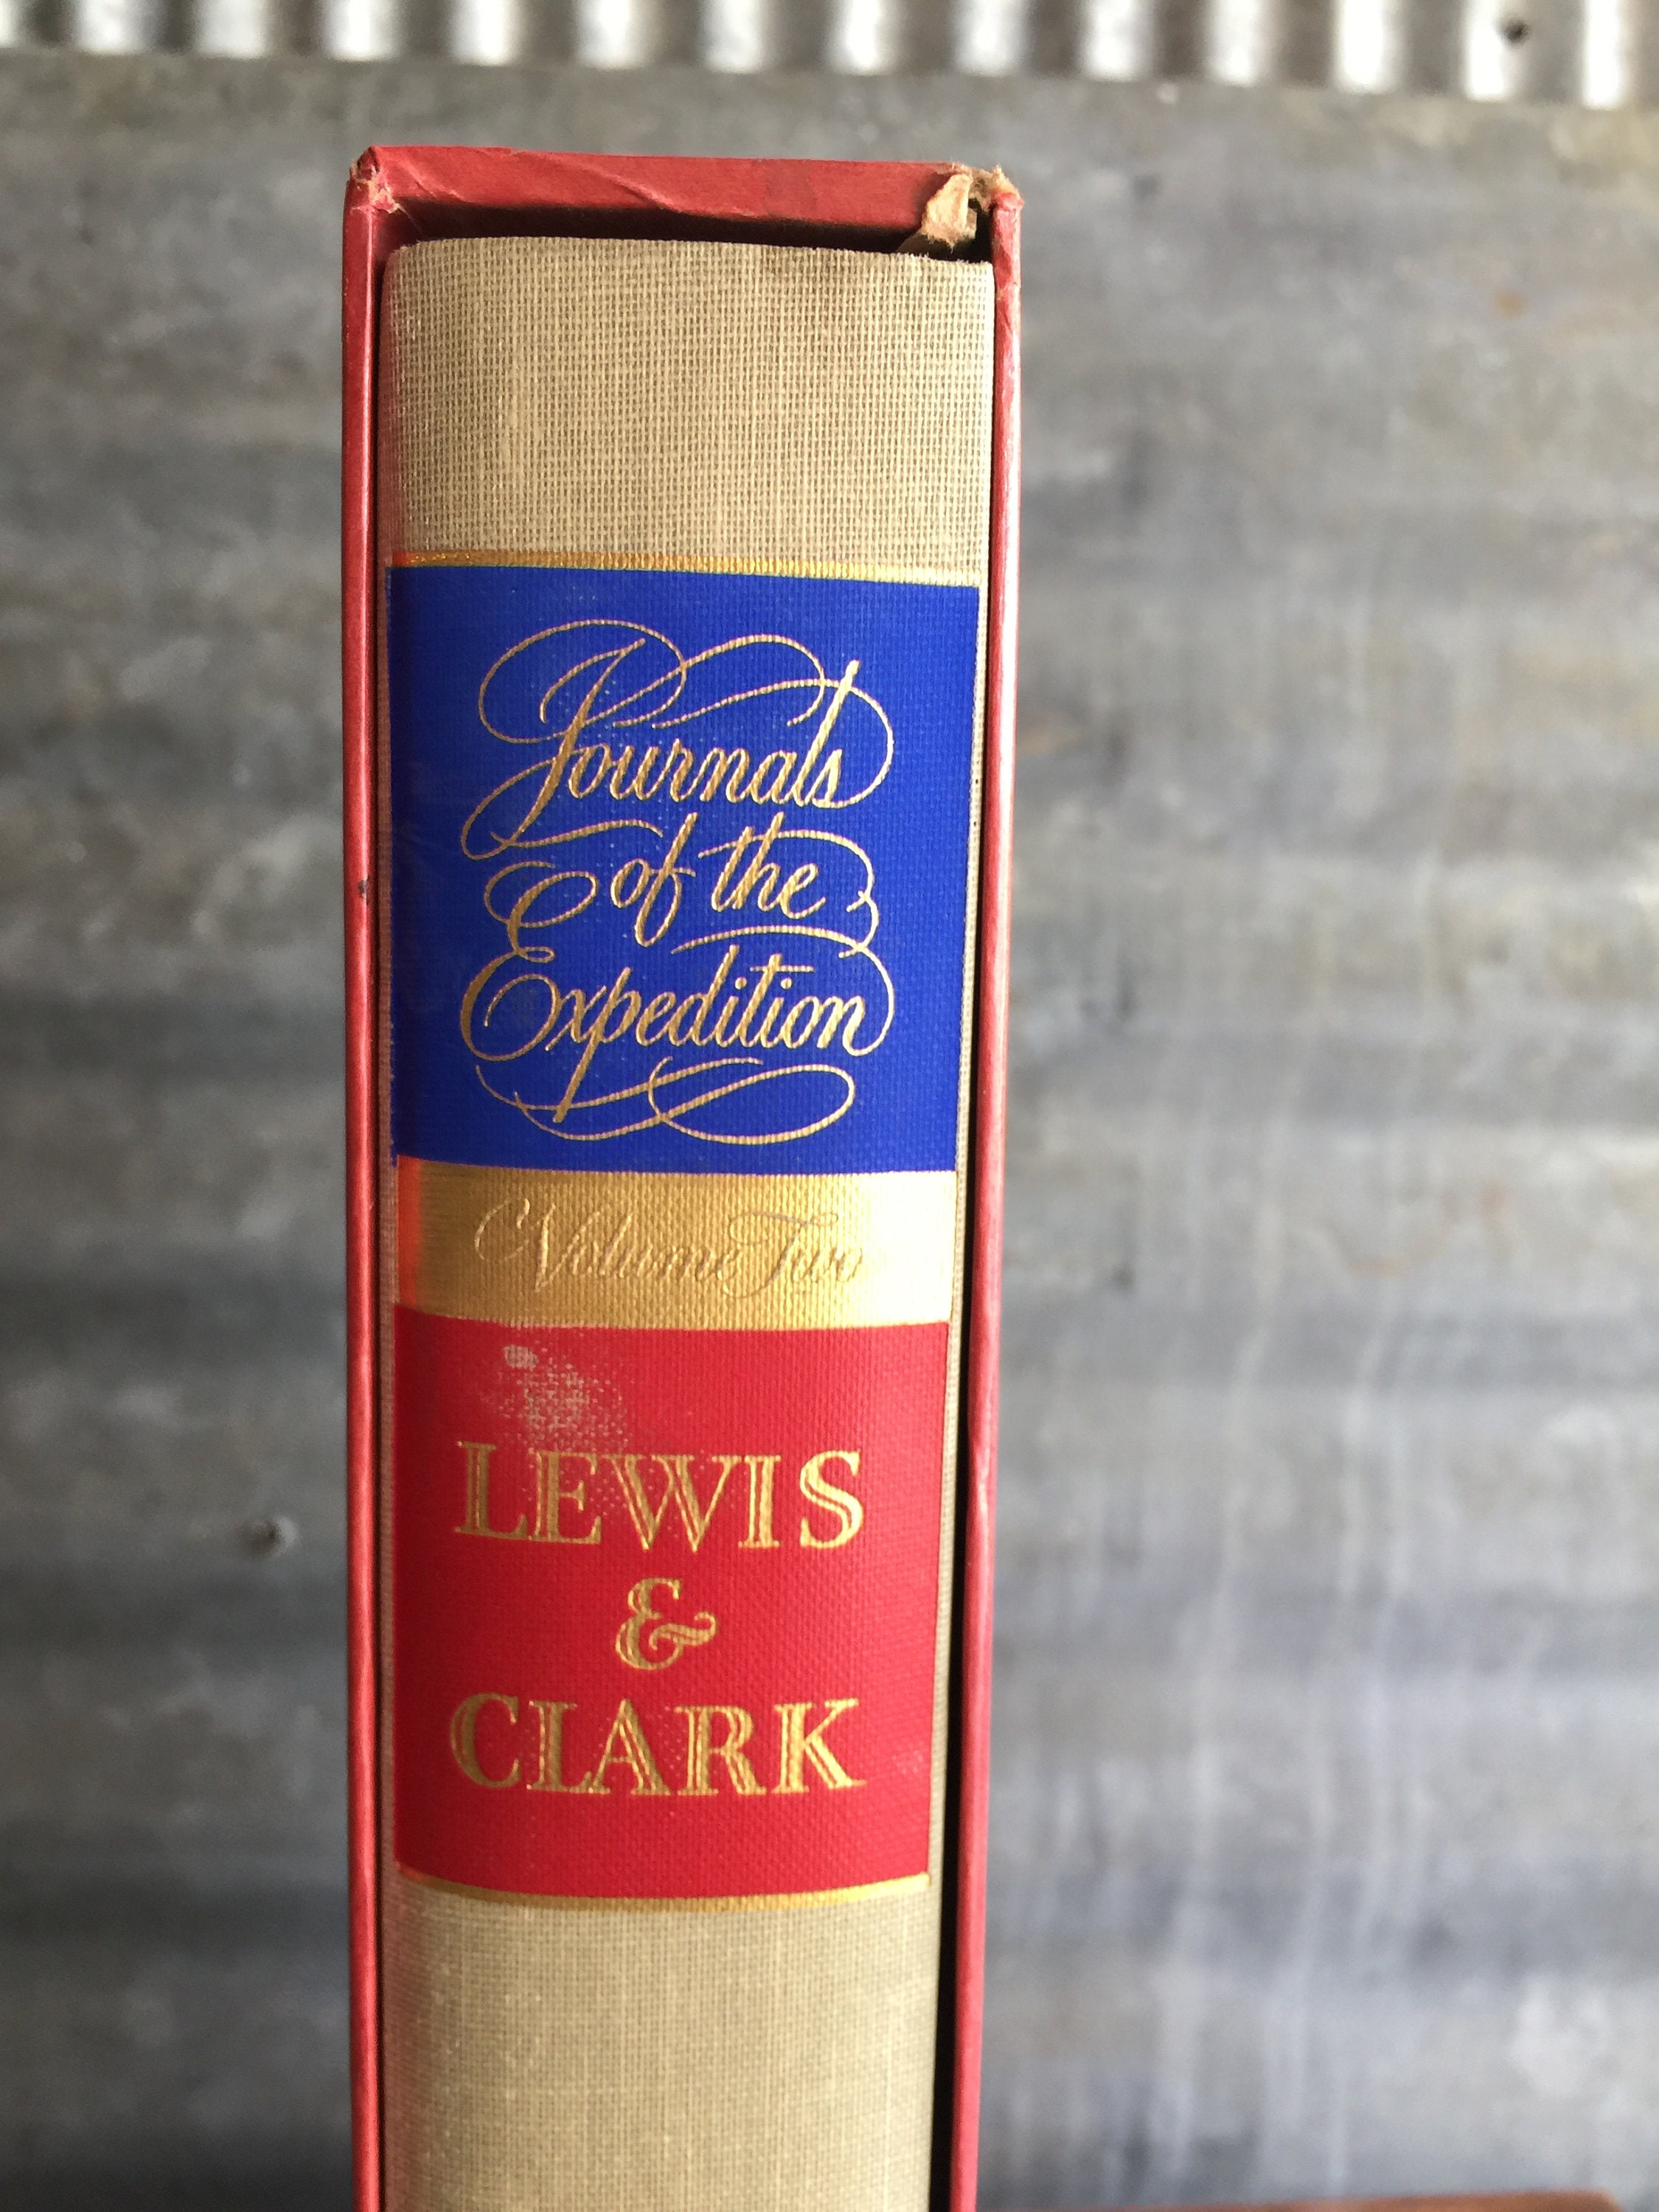 Journals
of the
Expedition
Volume Two
LEWIS
&
CLARK